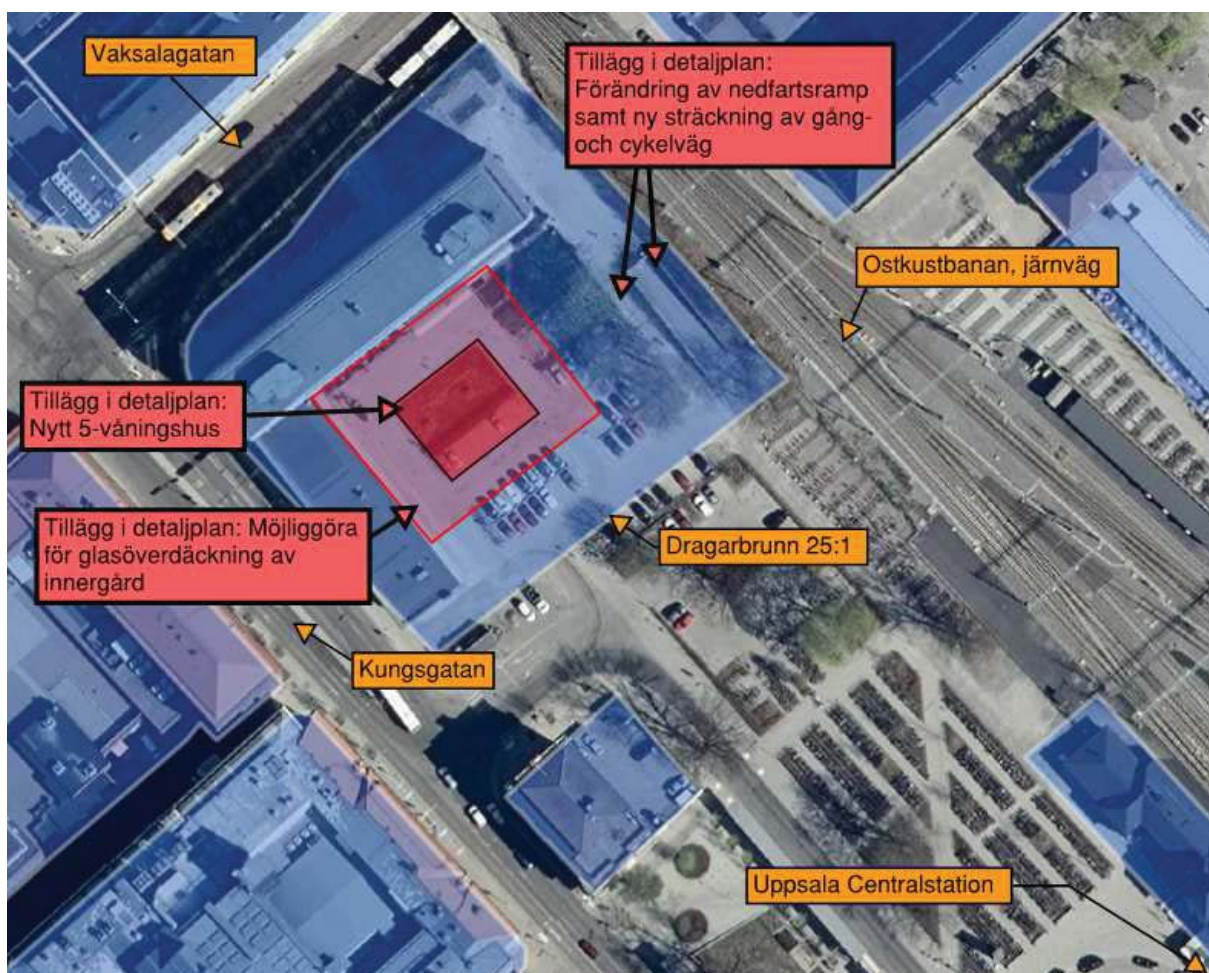 Vaksalagatan
Tillägg i detaljplan:
Förändring av nedfartsramp
samt ny sträckning av gång-
och cykelväg
Ostkustbanan, järnväg
Tillägg i detaljplan:
Nytt 5-våningshus
Tillägg i detaljplan: Möjliggöra
för glasöverdäckning av
innergård
Dragarbrunn 25:1
Kungsgatan
Uppsala Centralstation